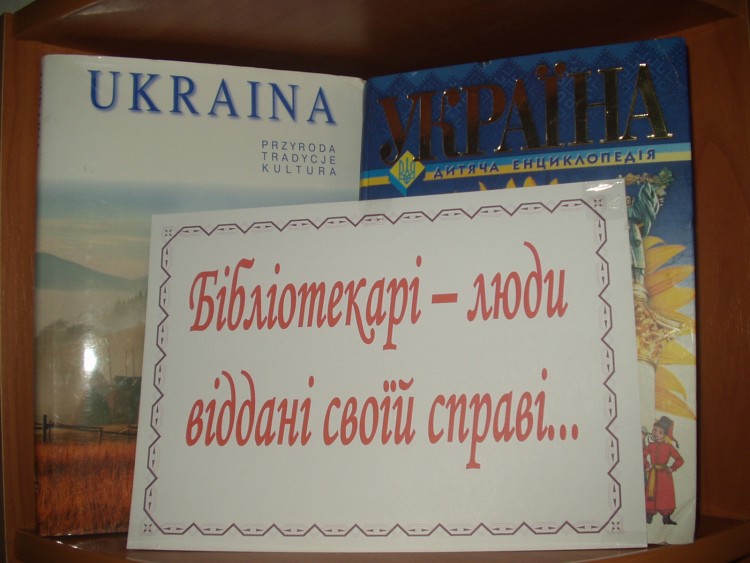 UKRAINA
PRZYRODA
TRADYCJE
KULTURA
УКРАЇНА
ДИТЯЧА ЕНЦИКЛОПЕДІЯ
Бібліотекарі – люди
віддані своїй справі...